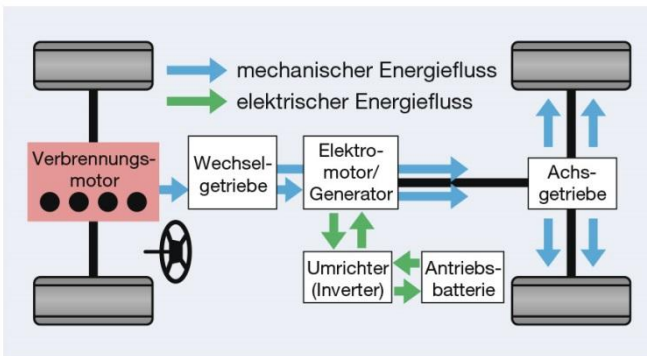 mechanischer Energiefluss
elektrischer Energiefluss
Verbrennungs-
motor
Wechsel-
getriebe
Elektro-
motor/
Generator
Achs-
getriebe
Umrichter
(Inverter)
Antriebs-
batterie